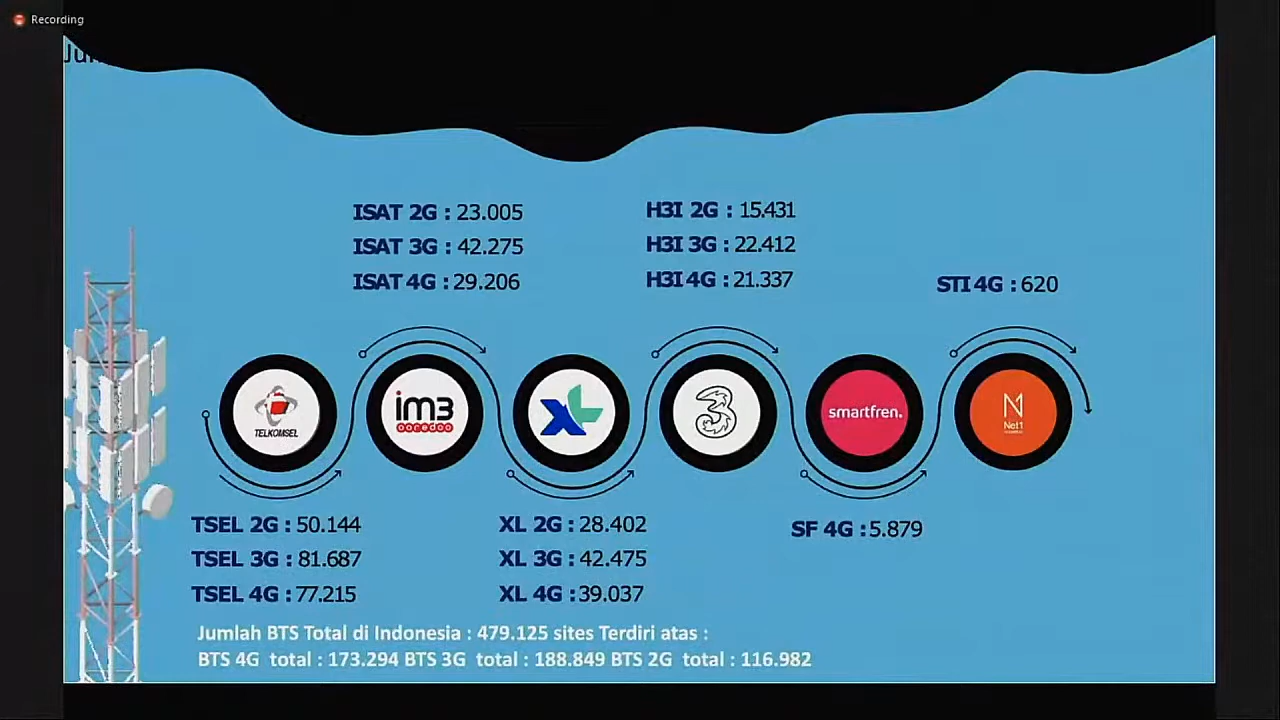 Recording
ISAT 2G : 23.005
ISAT 3G : 42.275
ISAT 4G : 29.206
H3I 2G : 15.431
H3I 3G : 22.412
H3I 4G : 21.337
STI 4G : 620
TELKOMSEL
im3
ooredoo
XL
3
smartfren.
N
Net1
TSEL 2G : 50.144
TSEL 3G : 81.687
TSEL 4G : 77.215
XL 2G : 28.402
XL 3G : 42.475
XL 4G : 39.037
SF 4G : 5.879
Jumlah BTS Total di Indonesia : 479.125 sites Terdiri atas :
BTS 4G total : 173.294 BTS 3G total : 188.849 BTS 2G total : 116.982